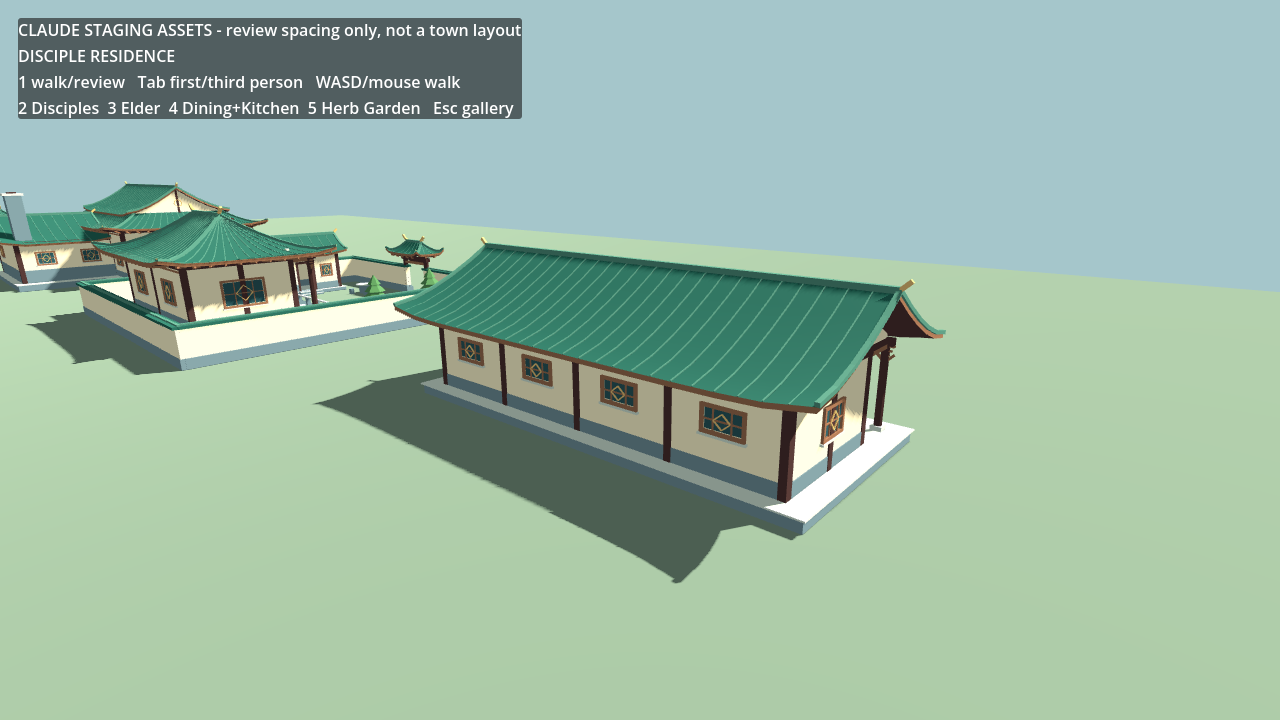 CLAUDE STAGING ASSETS - review spacing only, not a town layout
DISCIPLE RESIDENCE
1 walk/review   Tab first/third person   WASD/mouse walk
2 Disciples  3 Elder  4 Dining+Kitchen  5 Herb Garden   Esc gallery